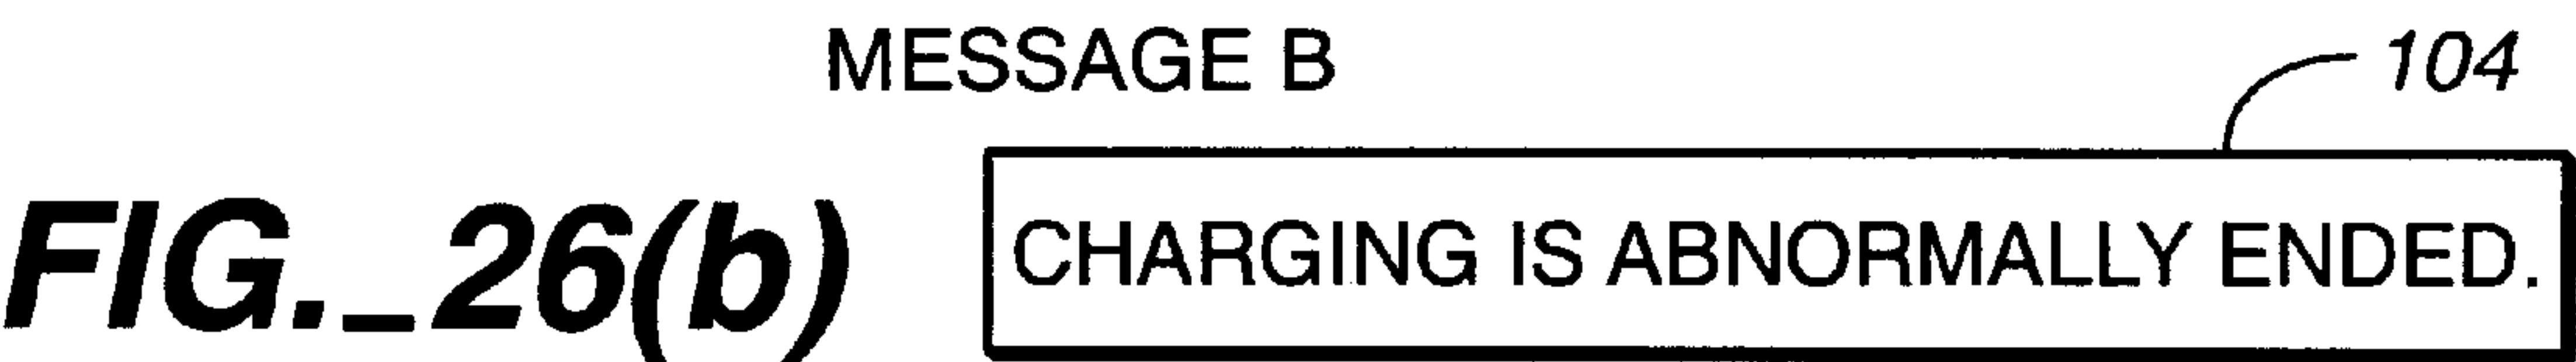 MESSAGE B
104
FIG._26(b)
CHARGING IS ABNORMALLY ENDED.